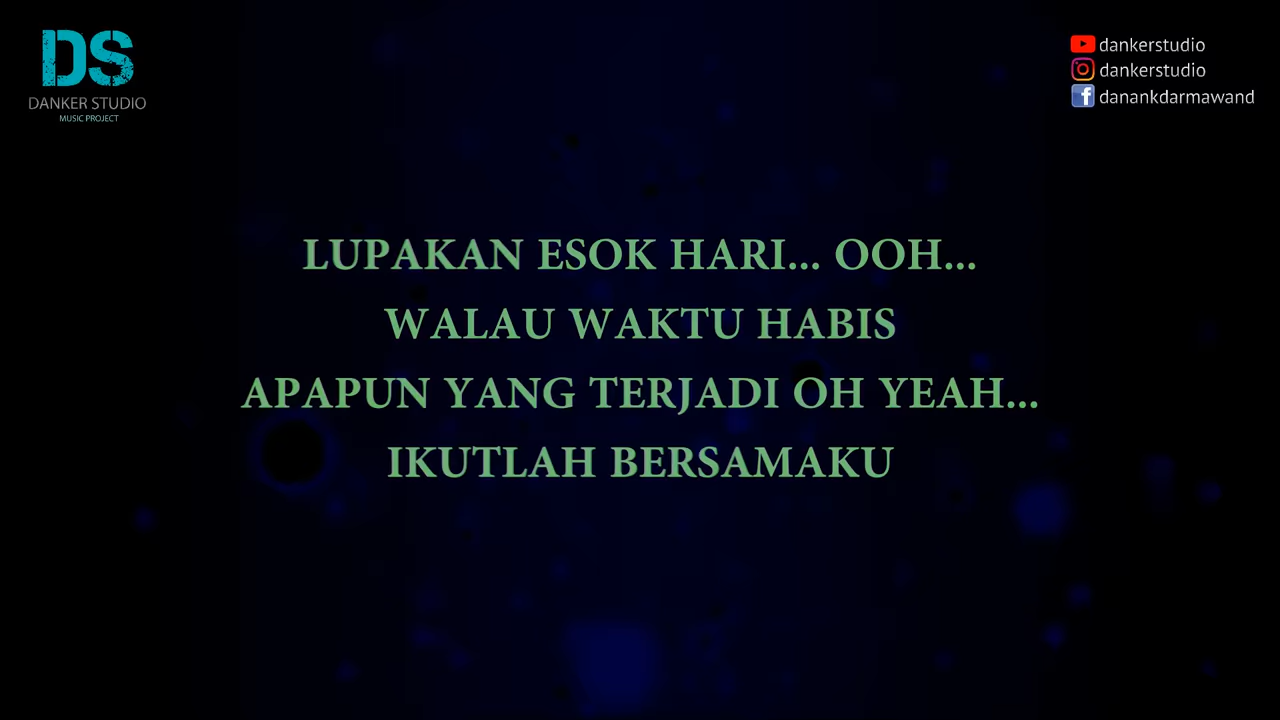 DS
DANKER STUDIO
MUSIC PROJECT
dankerstudio
dankerstudio
danankdarmawand
LUPAKAN ESOK HARI... OOH...
WALAU WAKTU HABIS
APAPUN YANG TERJADI OH YEAH...
IKUTLAH BERSAMAKU